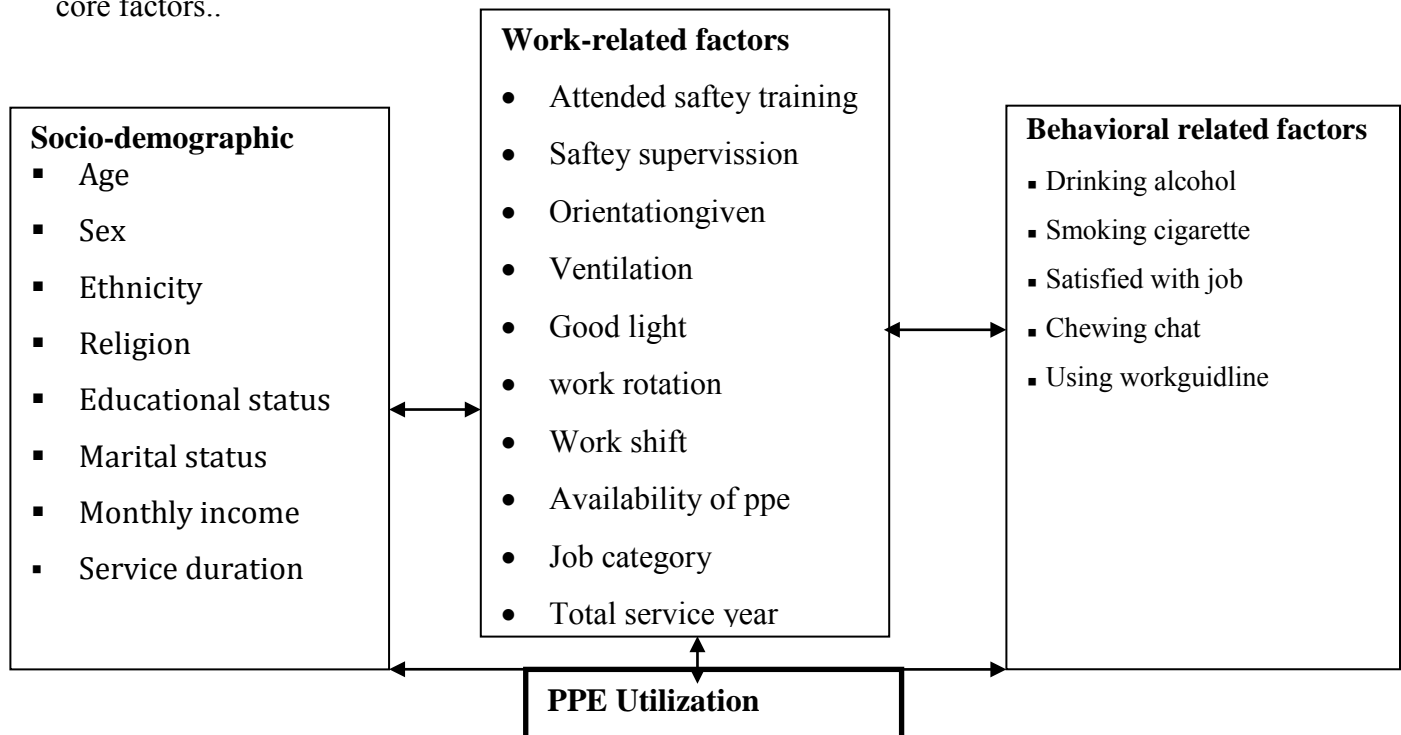 core factors..
Socio-demographic
▪ Age
▪ Sex
▪ Ethnicity
▪ Religion
▪ Educational status
▪ Marital status
▪ Monthly income
▪ Service duration
Work-related factors
• Attended saftey training
• Saftey supervission
• Orientationgiven
• Ventilation
• Good light
• work rotation
• Work shift
• Availability of ppe
• Job category
• Total service year
Behavioral related factors
▪ Drinking alcohol
▪ Smoking cigarette
▪ Satisfied with job
▪ Chewing chat
▪ Using workguidline
PPE Utilization